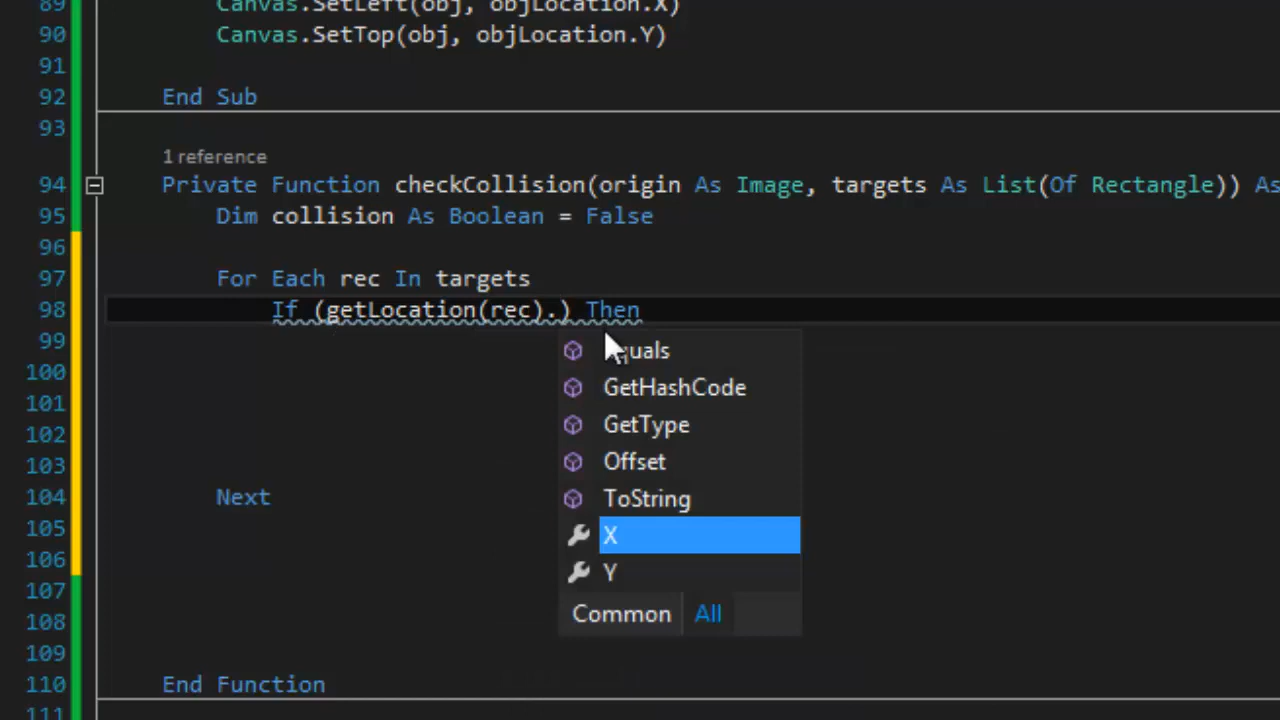 89 Canvas.SetLeft(obj, objLocation.X)
90 Canvas.SetTop(obj, objLocation.Y)
91
92 End Sub
93
1 reference
94 Private Function checkCollision(origin As Image, targets As List(Of Rectangle)) As
95 Dim collision As Boolean = False
96
97 For Each rec In targets
98 If (getLocation(rec).) Then
99
Equals
100 GetHashCode
101
GetType
102
Offset
103
104 Next ToString
105 X
106 Y
107
108 Common All
109
110 End Function
111